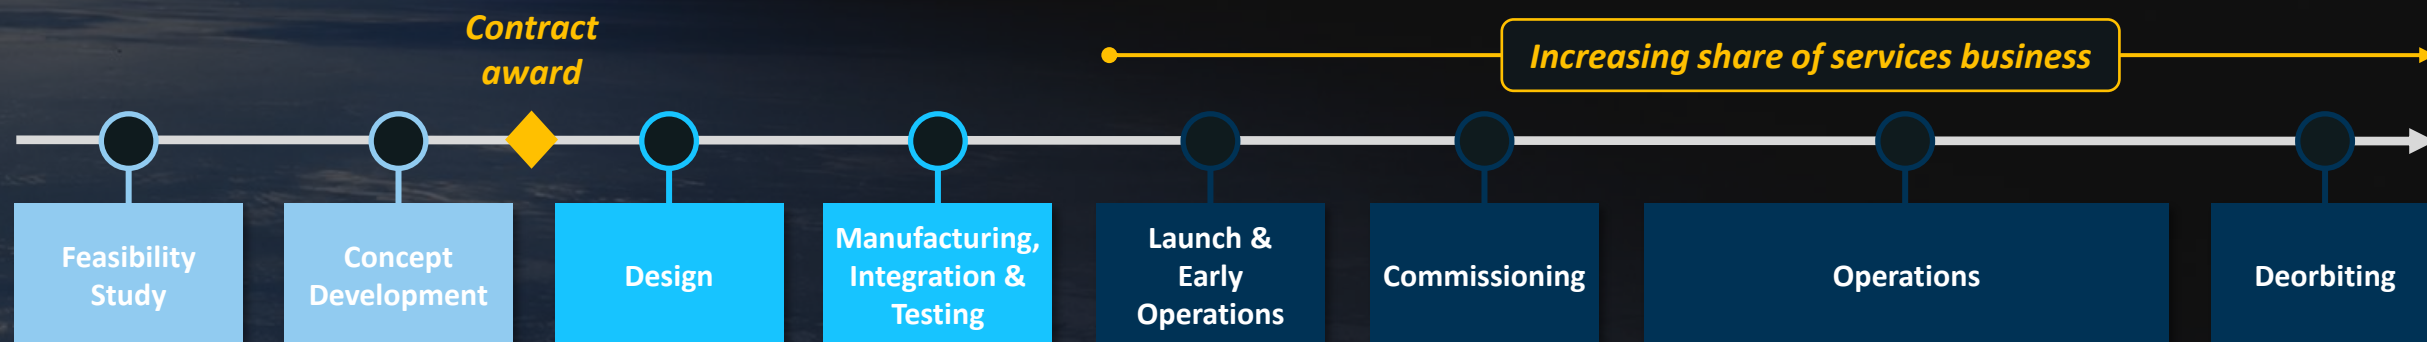 Contract
award
Increasing share of services business
Feasibility
Study
Concept
Development
Design
Manufacturing,
Integration &
Testing
Launch &
Early
Operations
Commissioning
Operations
Deorbiting